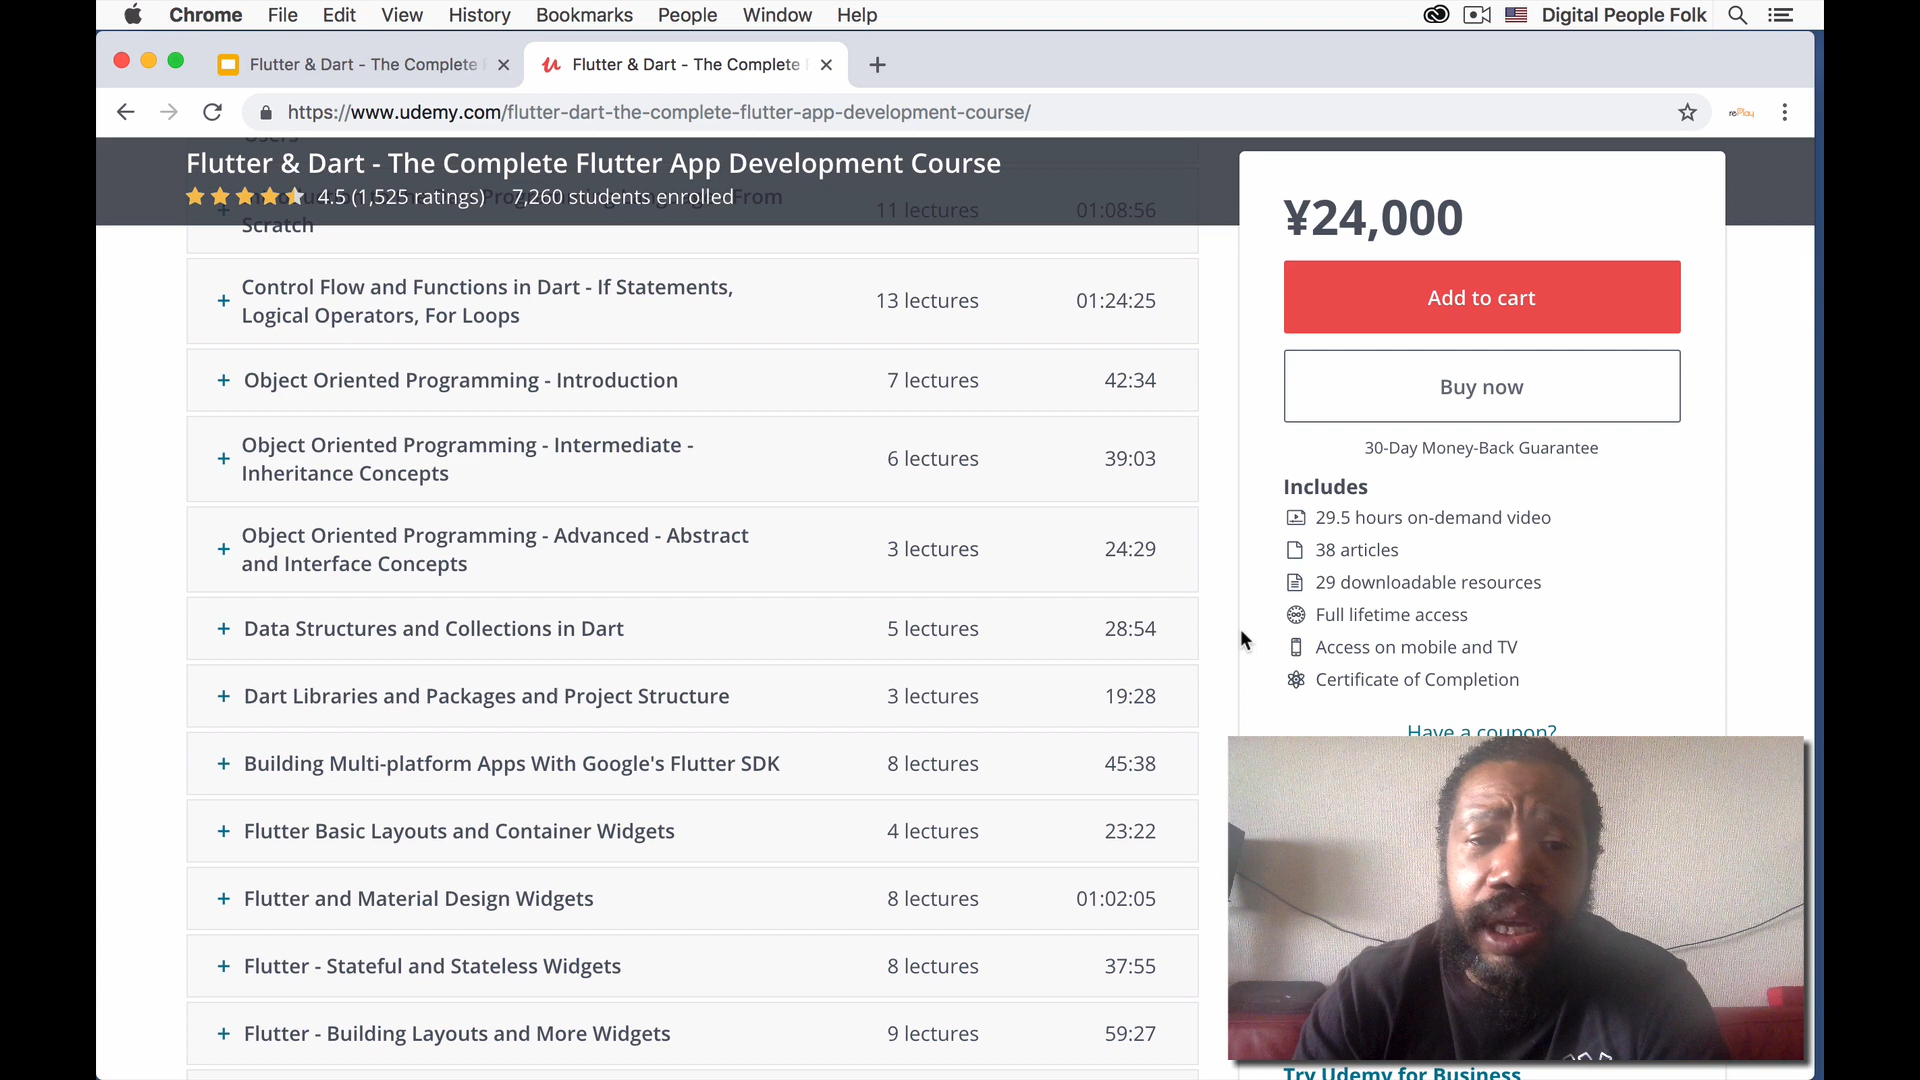 Chrome File Edit View History Bookmarks People Window Help Digital People Folk
Flutter & Dart - The Complete
Flutter & Dart - The Complete
https://www.udemy.com/flutter-dart-the-complete-flutter-app-development-course/
rePlay
Flutter & Dart - The Complete Flutter App Development Course
4.5 (1,525 ratings) 7,260 students enrolled
From
Scratch
11 lectures 01:08:56
Control Flow and Functions in Dart - If Statements,
Logical Operators, For Loops
13 lectures 01:24:25
+ Object Oriented Programming - Introduction 7 lectures 42:34
Object Oriented Programming - Intermediate -
Inheritance Concepts
6 lectures 39:03
Object Oriented Programming - Advanced - Abstract
and Interface Concepts
3 lectures 24:29
+ Data Structures and Collections in Dart 5 lectures 28:54
+ Dart Libraries and Packages and Project Structure 3 lectures 19:28
+ Building Multi-platform Apps With Google's Flutter SDK 8 lectures 45:38
+ Flutter Basic Layouts and Container Widgets 4 lectures 23:22
+ Flutter and Material Design Widgets 8 lectures 01:02:05
+ Flutter - Stateful and Stateless Widgets 8 lectures 37:55
+ Flutter - Building Layouts and More Widgets 9 lectures 59:27
¥24,000
Add to cart
Buy now
30-Day Money-Back Guarantee
Includes
29.5 hours on-demand video
38 articles
29 downloadable resources
Full lifetime access
Access on mobile and TV
Certificate of Completion
Have a coupon?
Try Udemy for Business